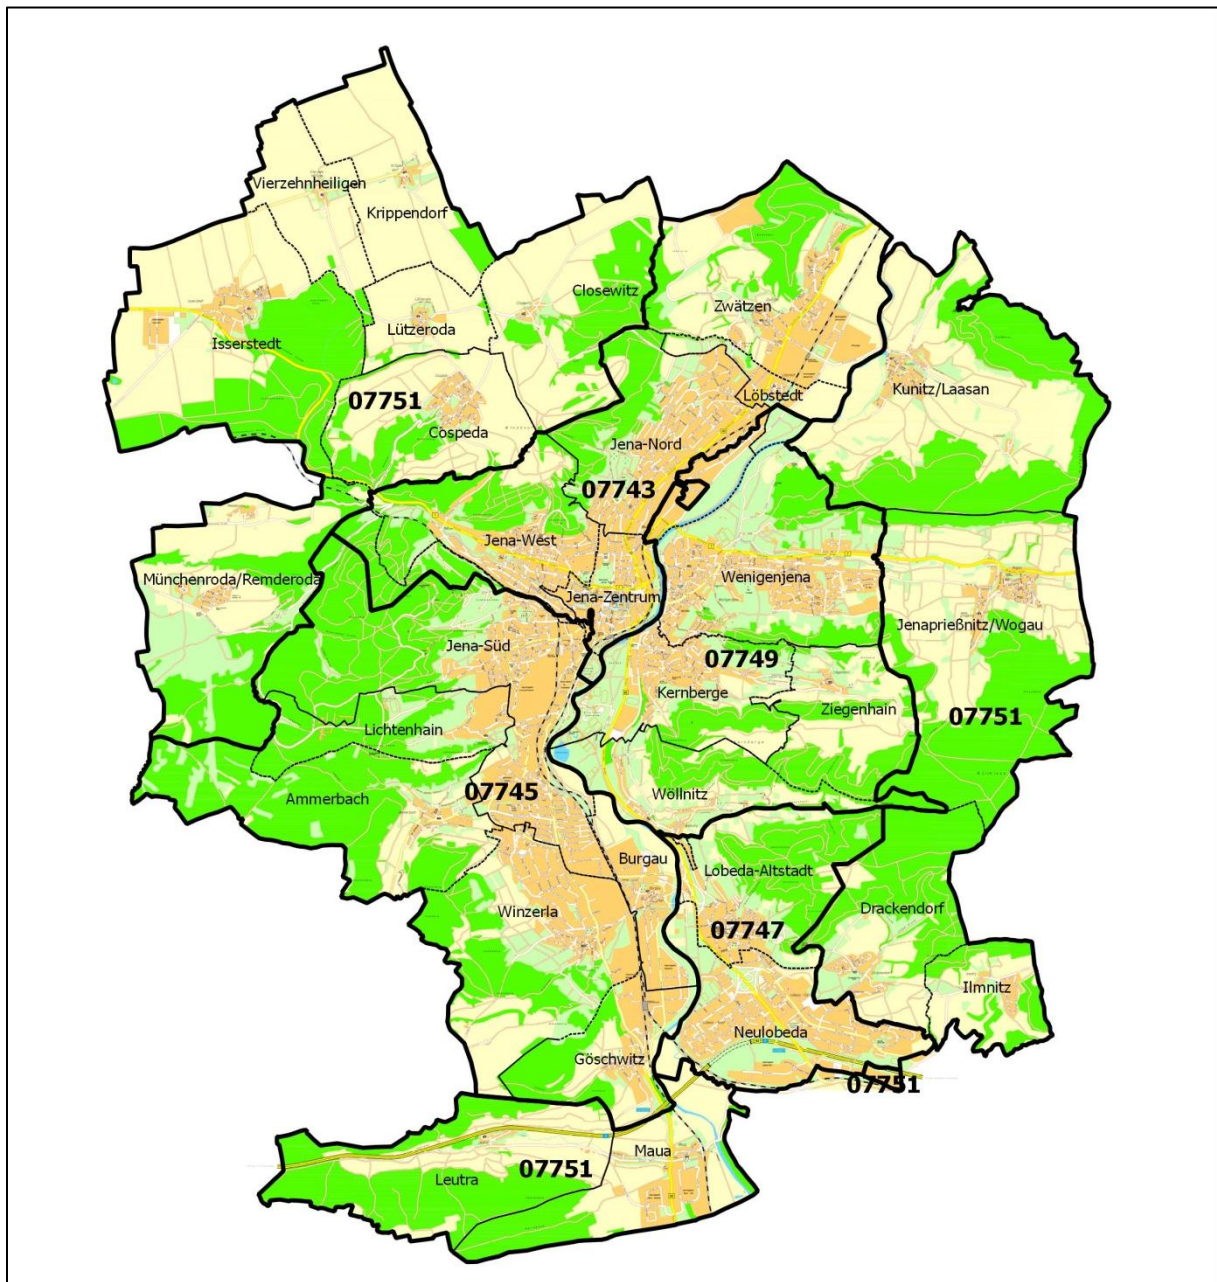 Vierzehnheiligen
Krippendorf
Closewitz
Zwätzen
Lützeroda
Isserstedt
Kunitz/Laasan
Löbstedt
07751
Cospeda
Jena-Nord
07743
Jena-West
Münchenroda/Remderoda
Wenigenjena
Jena-Zentrum
Jenaprießnitz/Wogau
Jena-Süd
07749
Kernberge
Ziegenhain
07751
Lichtenhain
Ammerbach
07745
Wöllnitz
Burgau
Lobeda-Altstadt
Winzerla
Drackendorf
07747
Ilmnitz
Neulobeda
Göschwitz
07751
Maua
07751
Leutra